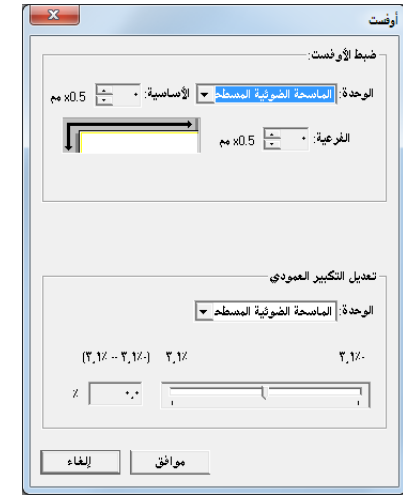 أوفست
ضبط الأوفست:
الوحدة: الماسحة الضوئية المسطح الأساسية: ٠ x0.5 مم
الفرعية: ٠ x0.5 مم
تعديل التكبير العمودي
الوحدة: الماسحة الضوئية المسطح
-٣,١٪ ٣,١٪ (-٣,١٪ -- ٣,١٪)
٠,٠ ٪
موافق إلغاء